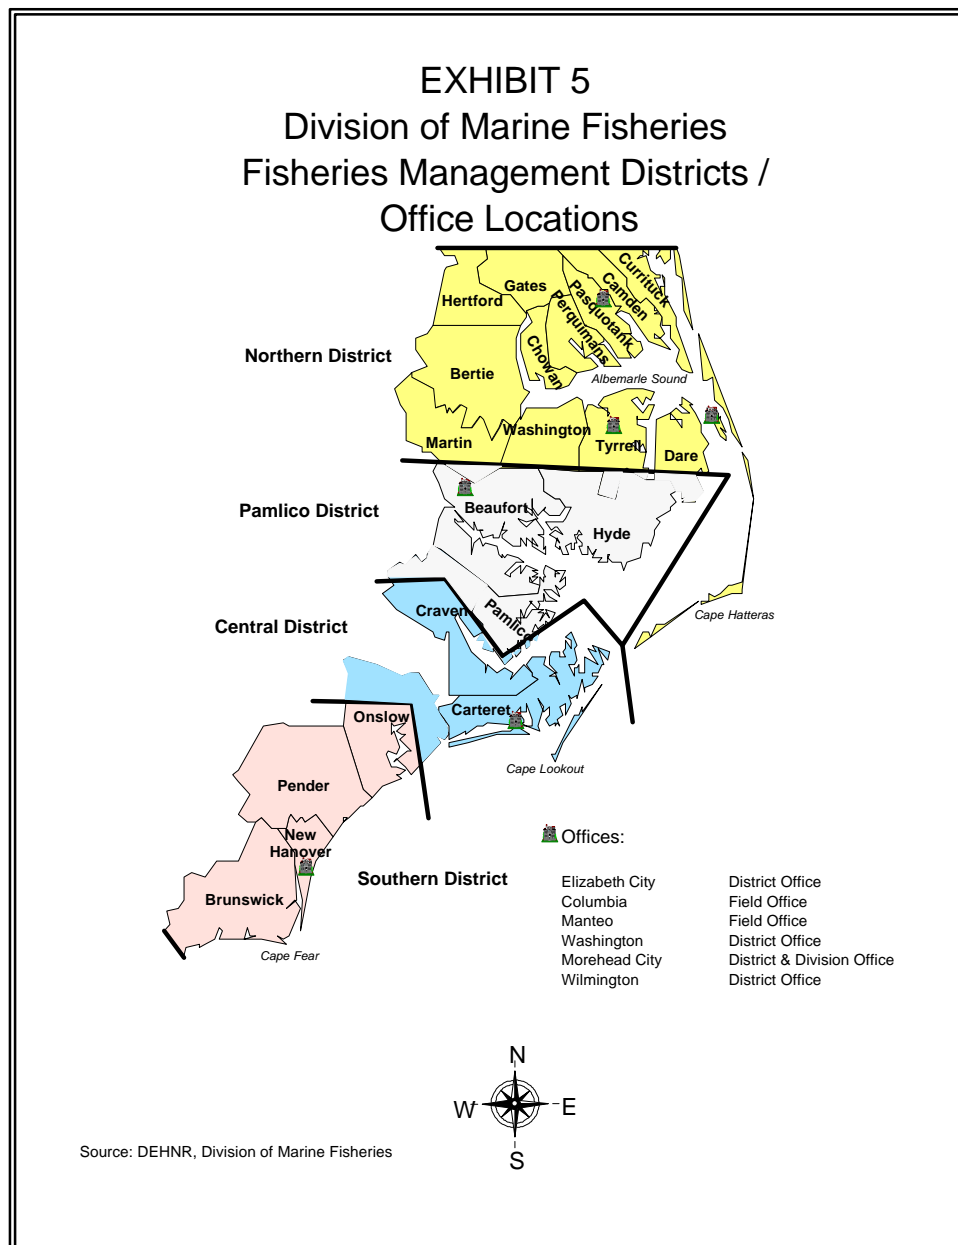 EXHIBIT 5
Division of Marine Fisheries
Fisheries Management Districts /
Office Locations
Currituck
Camden
Pasquotank
Perquimans
Gates
Hertford
Chowan
Northern District
Bertie
Albemarle Sound
Washington
Martin
Tyrrell
Dare
Pamlico District
Beaufort
Hyde
Craven
Pamlico
Cape Hatteras
Central District
Onslow
Carteret
Cape Lookout
Pender
New
Hanover
Offices:
Southern District
Brunswick
Cape Fear
Elizabeth City District Office
Columbia Field Office
Manteo Field Office
Washington District Office
Morehead City District & Division Office
Wilmington District Office
N
W E
S
Source: DEHNR, Division of Marine Fisheries